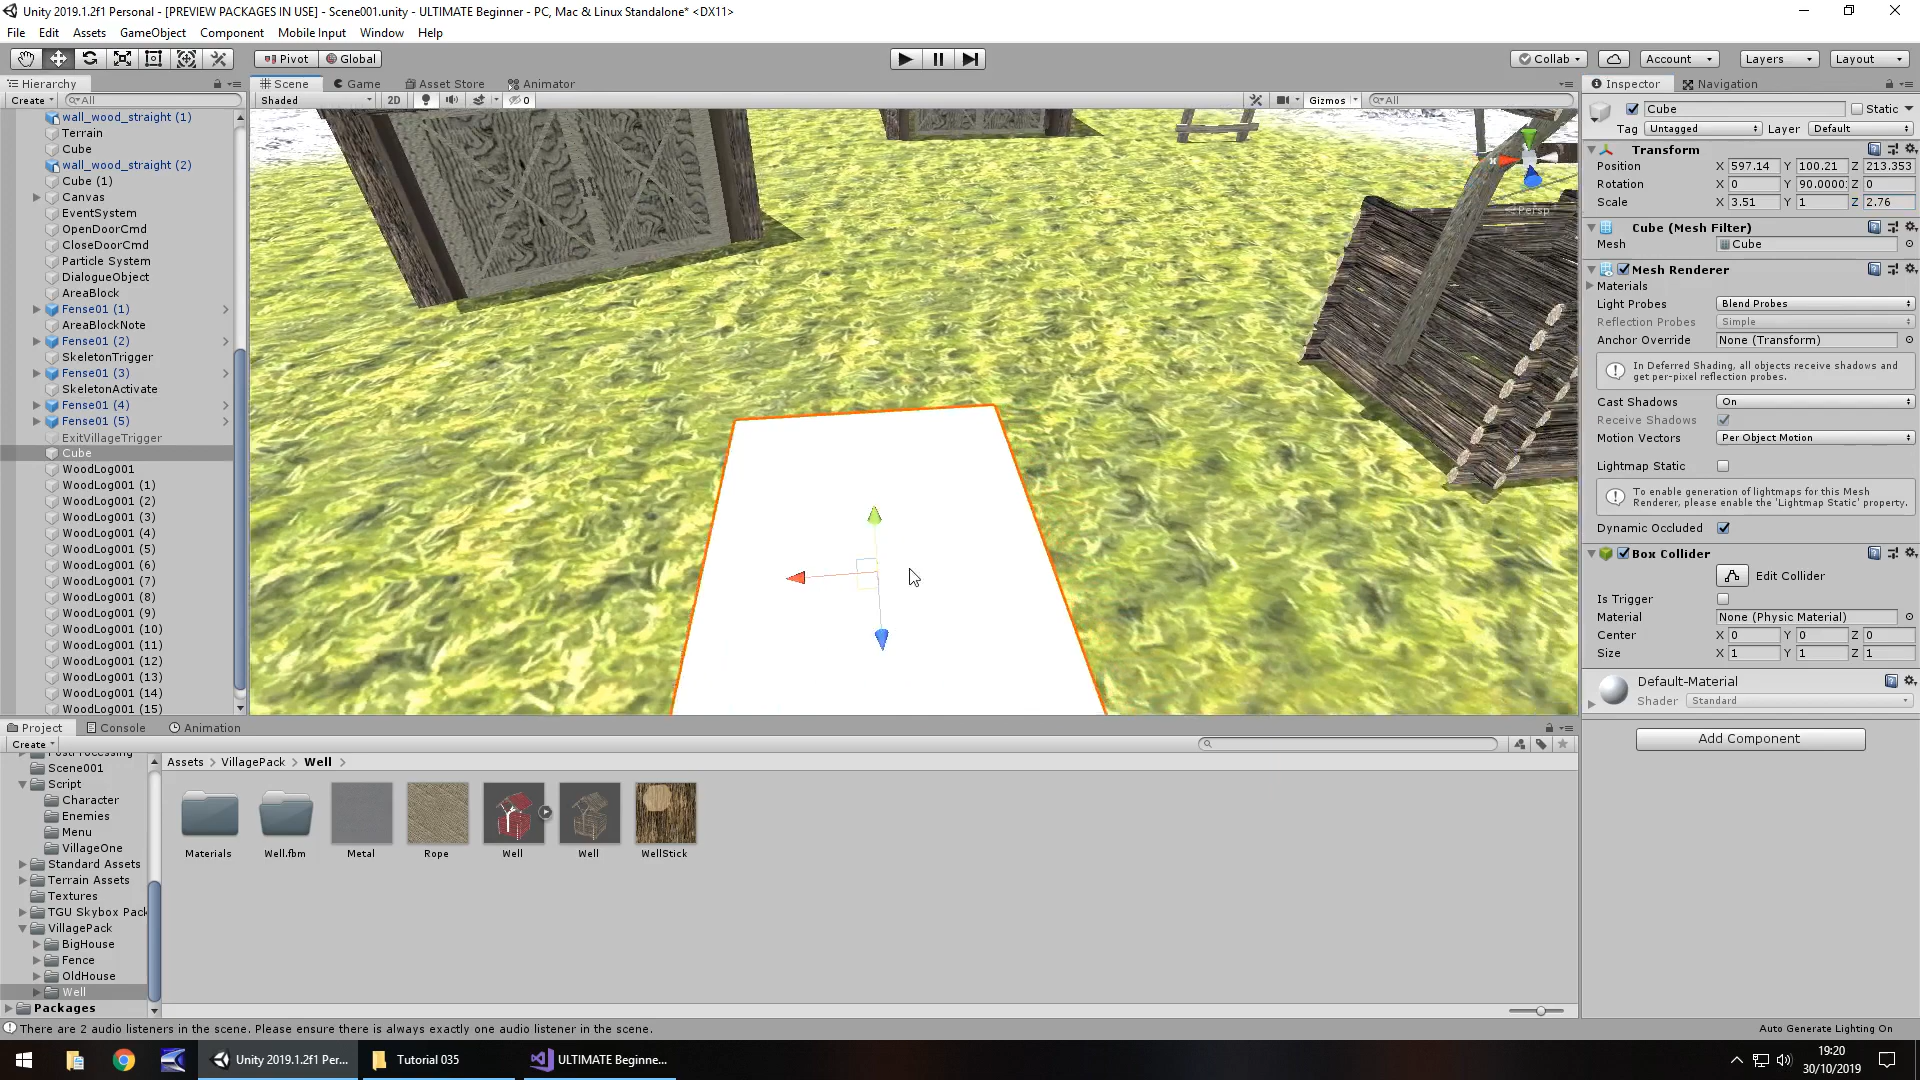 Unity 2019.1.2f1 Personal - [PREVIEW PACKAGES IN USE] - Scene001.unity - ULTIMATE Beginner - PC, Mac & Linux Standalone* <DX11>
File Edit Assets GameObject Component Mobile Input Window Help
Pivot Global Collab Account Layers Layout
Hierarchy
Create All
wall_wood_straight (1)
Terrain
Cube
wall_wood_straight (2)
Cube (1)
Canvas
EventSystem
OpenDoorCmd
CloseDoorCmd
Particle System
DialogueObject
AreaBlock
Fense01 (1)
AreaBlockNote
Fense01 (2)
SkeletonTrigger
Fense01 (3)
SkeletonActivate
Fense01 (4)
Fense01 (5)
ExitVillageTrigger
Cube
WoodLog001
WoodLog001 (1)
WoodLog001 (2)
WoodLog001 (3)
WoodLog001 (4)
WoodLog001 (5)
WoodLog001 (6)
WoodLog001 (7)
WoodLog001 (8)
WoodLog001 (9)
WoodLog001 (10)
WoodLog001 (11)
WoodLog001 (12)
WoodLog001 (13)
WoodLog001 (14)
WoodLog001 (15)
Scene Game Asset Store Animator
Shaded 2D 0 Gizmos All
x
Persp
Inspector Navigation
Cube Static
Tag Untagged Layer Default
Transform
Position X 597.14 Y 100.21 Z 213.353
Rotation X 0 Y 90.0000 Z 0
Scale X 3.51 Y 1 Z 2.76
Cube (Mesh Filter)
Mesh Cube
Mesh Renderer
Materials
Light Probes Blend Probes
Reflection Probes Simple
Anchor Override None (Transform)
In Deferred Shading, all objects receive shadows and
get per-pixel reflection probes.
Cast Shadows On
Receive Shadows
Motion Vectors Per Object Motion
Lightmap Static
To enable generation of lightmaps for this Mesh
Renderer, please enable the 'Lightmap Static' property.
Dynamic Occluded
Box Collider
Edit Collider
Is Trigger
Material None (Physic Material)
Center X 0 Y 0 Z 0
Size X 1 Y 1 Z 1
Default-Material
Shader Standard
Add Component
Project Console Animation
Create
Scene001
Script
Character
Enemies
Menu
VillageOne
Standard Assets
Terrain Assets
Textures
TGU Skybox Pack
VillagePack
BigHouse
Fence
OldHouse
Well
Packages
Assets > VillagePack > Well >
Materials Well.fbm Metal Rope Well Well WellStick
There are 2 audio listeners in the scene. Please ensure there is always exactly one audio listener in the scene.
Auto Generate Lighting On
Unity 2019.1.2f1 Per... Tutorial 035 ULTIMATE Beginne...
19:20
30/10/2019